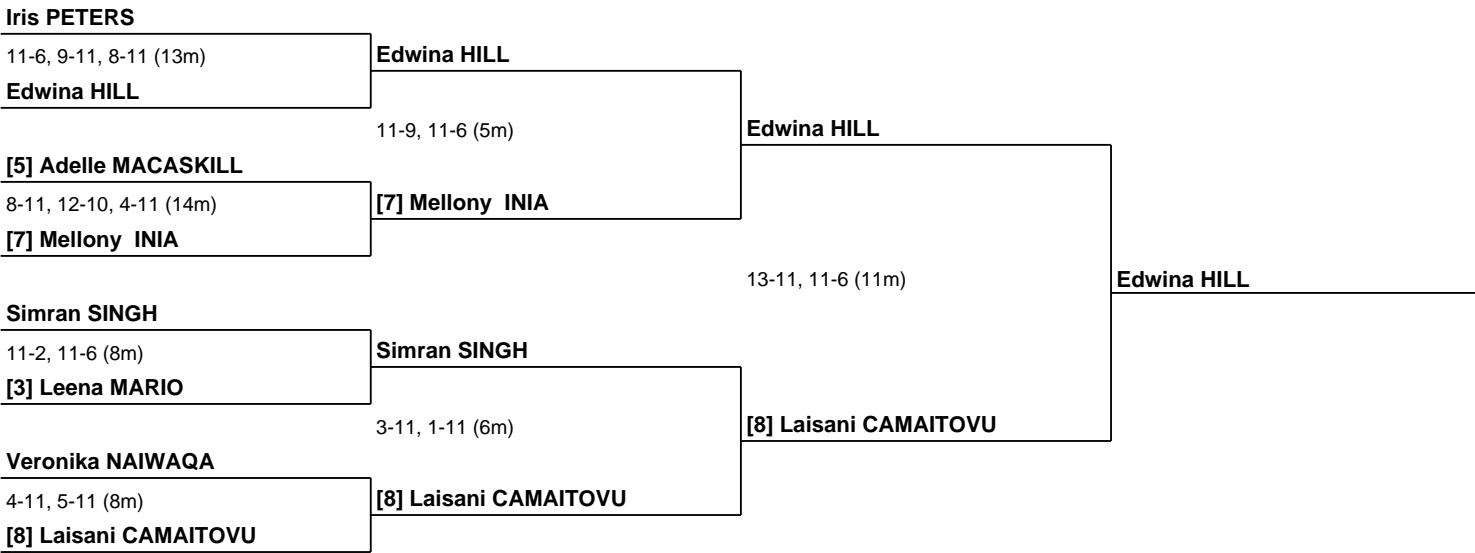 Iris PETERS
11-6, 9-11, 8-11 (13m)
Edwina HILL
Edwina HILL
11-9, 11-6 (5m)
[5] Adelle MACASKILL
8-11, 12-10, 4-11 (14m)
[7] Mellony  INIA
[7] Mellony  INIA
Edwina HILL
13-11, 11-6 (11m)
Edwina HILL
Simran SINGH
11-2, 11-6 (8m)
[3] Leena MARIO
Simran SINGH
3-11, 1-11 (6m)
[8] Laisani CAMAITOVU
Veronika NAIWAQA
4-11, 5-11 (8m)
[8] Laisani CAMAITOVU
[8] Laisani CAMAITOVU